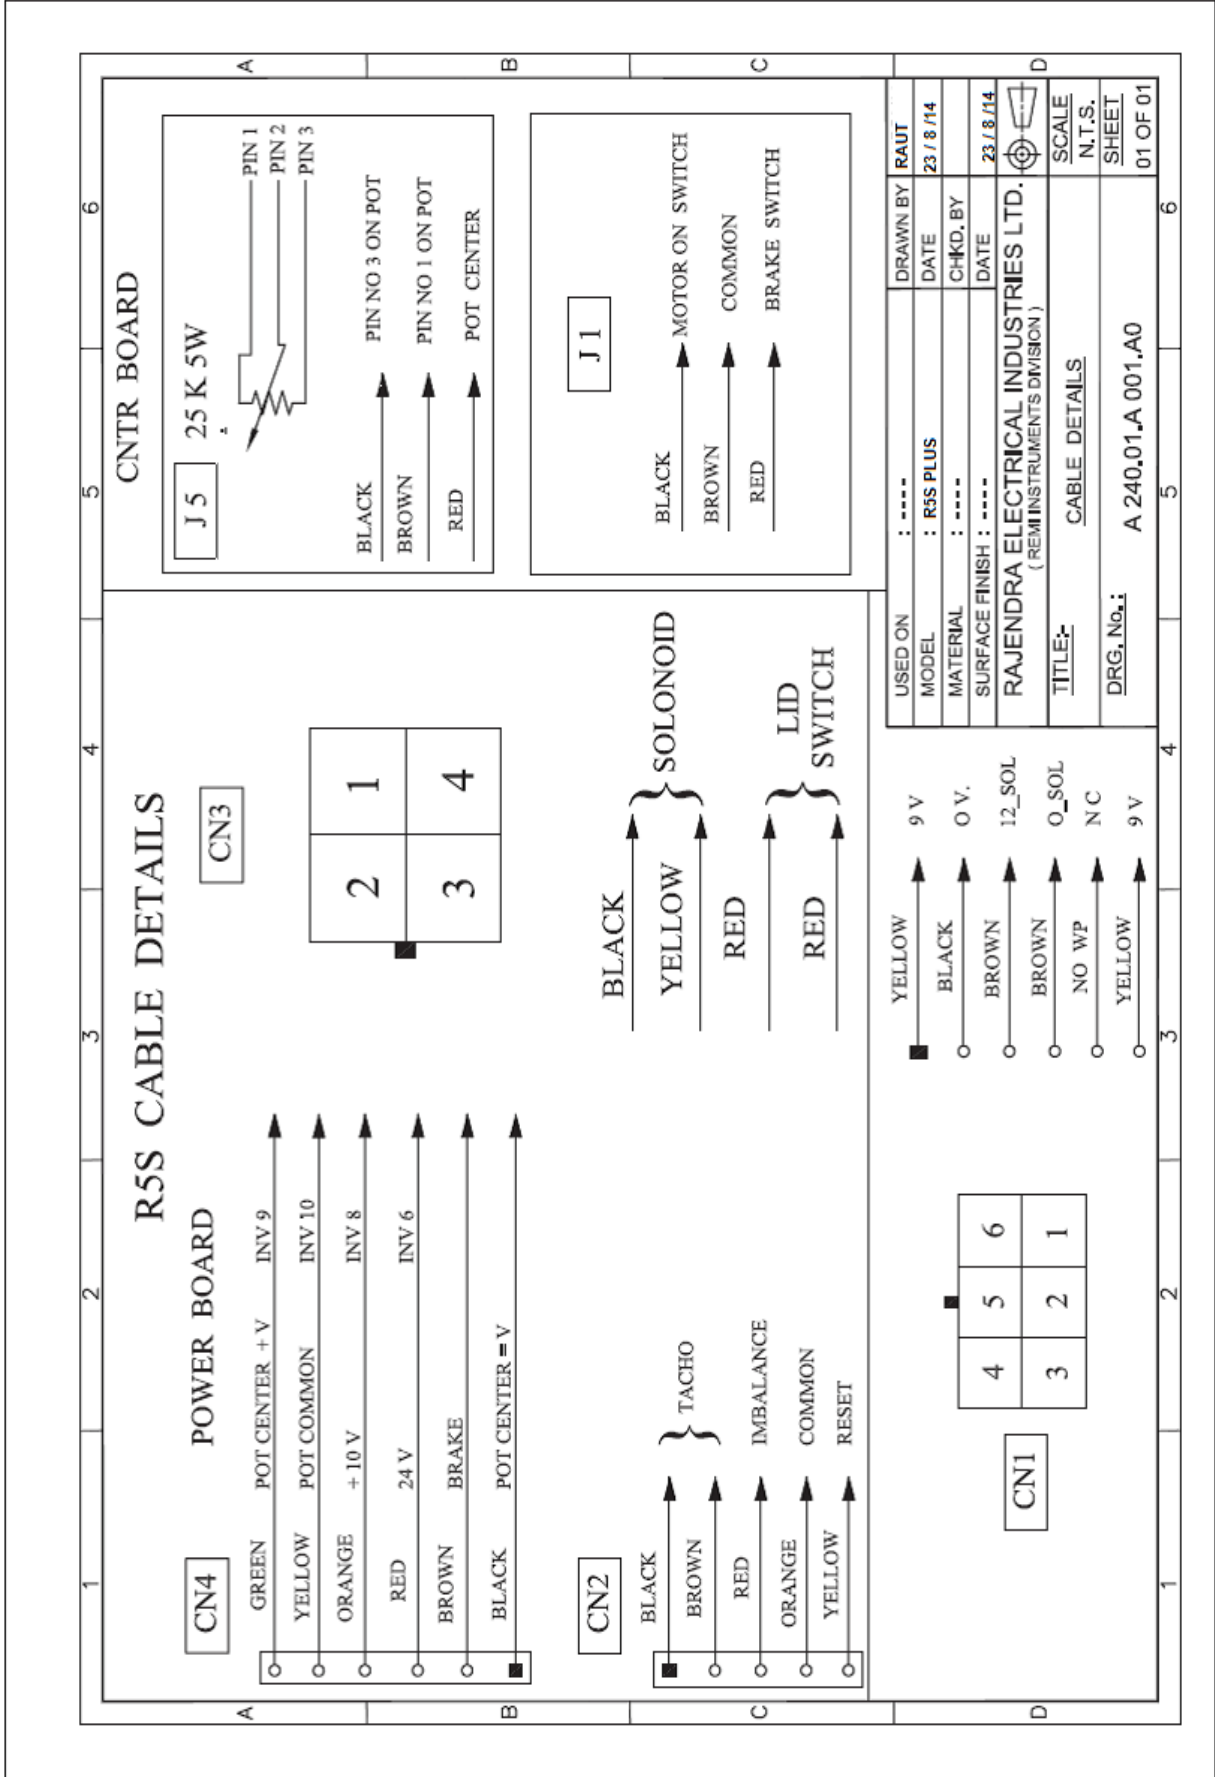 1 2 3 4 5 6
A B C D
R5S CABLE DETAILS
POWER BOARD
CN4
GREEN POT CENTER + V INV 9
YELLOW POT COMMON INV 10
ORANGE + 10 V INV 8
RED 24 V INV 6
BROWN BRAKE
BLACK POT CENTER = V
CN3
2 1
3 4
CN2
BLACK
BROWN
TACHO
RED IMBALANCE
ORANGE COMMON
YELLOW RESET
BLACK
YELLOW
SOLONOID
RED
RED
LID
SWITCH
CNTR BOARD
J 5 25 K 5W
PIN 1
PIN 2
PIN 3
BLACK PIN NO 3 ON POT
BROWN PIN NO 1 ON POT
RED POT CENTER
J 1
BLACK MOTOR ON SWITCH
BROWN COMMON
RED BRAKE SWITCH
CN1
4 5 6
3 2 1
YELLOW 9 V
BLACK O V.
BROWN 12_SOL
BROWN O_SOL
NO WP N C
YELLOW 9 V
USED ON : ----- DRAWN BY RAUT
MODEL : R5S PLUS DATE 23 / 8 /14
MATERIAL : ----- CHKD. BY
SURFACE FINISH : ----- DATE 23 / 8 /14
RAJENDRA ELECTRICAL INDUSTRIES LTD.
( REMI INSTRUMENTS DIVISION )
TITLE:- CABLE DETAILS SCALE
N.T.S.
DRG. No.: A 240.01.A 001.A0 SHEET
01 OF 01
1 2 3 4 5 6
A B C D